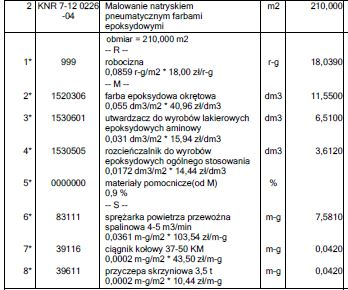 2 KNR 7-12 0226 Malowanie natryskiem m2 210,000
-04 pneumatycznym farbami
epoksydowymi
obmiar = 210,000 m2
-- R --
1* 999 robocizna r-g 18,0390
0,0859 r-g/m2 * 18,00 zł/r-g
-- M --
2* 1520306 farba epoksydowa okrętowa dm3 11,5500
0,055 dm3/m2 * 40,96 zł/dm3
3* 1530601 utwardzacz do wyrobów lakierowych dm3 6,5100
epoksydowych aminowy
0,031 dm3/m2 * 15,94 zł/dm3
4* 1530505 rozcieńczalnik do wyrobów dm3 3,6120
epoksydowych ogólnego stosowania
0,0172 dm3/m2 * 14,44 zł/dm3
5* 0000000 materiały pomocnicze(od M) %
0,9 %
-- S --
6* 83111 sprężarka powietrza przewoźna m-g 7,5810
spalinowa 4-5 m3/min
0,0361 m-g/m2 * 103,54 zł/m-g
7* 39116 ciągnik kołowy 37-50 KM m-g 0,0420
0,0002 m-g/m2 * 43,50 zł/m-g
8* 39611 przyczepa skrzyniowa 3,5 t m-g 0,0420
0,0002 m-g/m2 * 10,44 zł/m-g